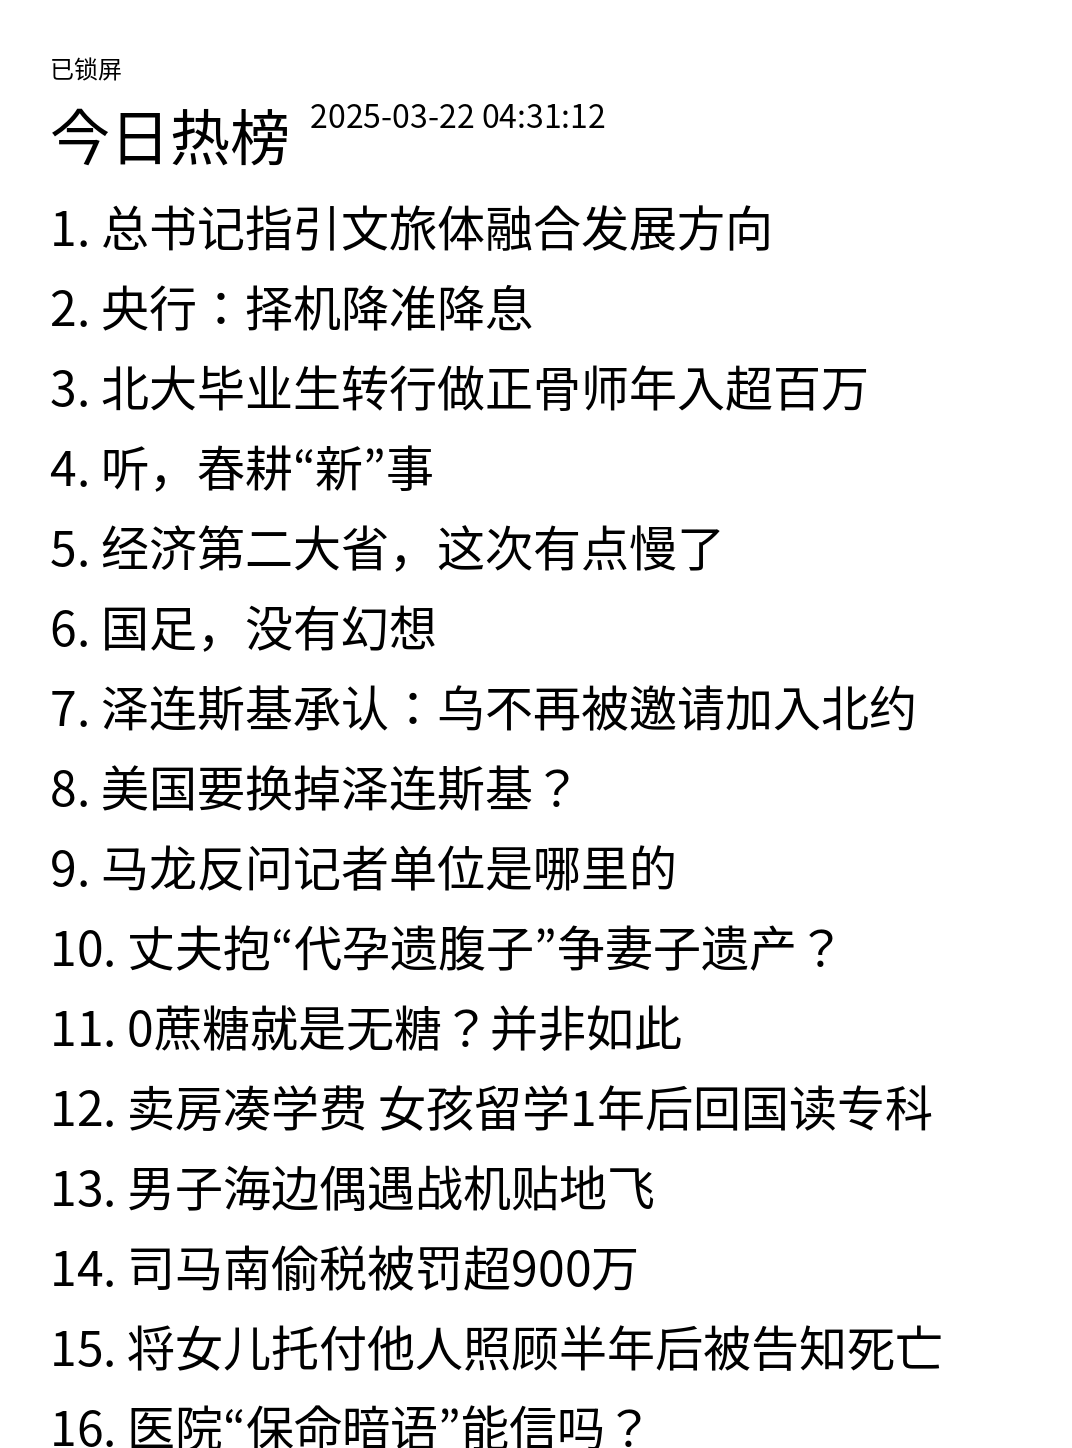 已锁屏
今日热榜 2025-03-22 04:31:12
1. 总书记指引文旅体融合发展方向
2. 央行：择机降准降息
3. 北大毕业生转行做正骨师年入超百万
4. 听，春耕“新”事
5. 经济第二大省，这次有点慢了
6. 国足，没有幻想
7. 泽连斯基承认：乌不再被邀请加入北约
8. 美国要换掉泽连斯基？
9. 马龙反问记者单位是哪里的
10. 丈夫抱“代孕遗腹子”争妻子遗产？
11. 0蔗糖就是无糖？并非如此
12. 卖房凑学费 女孩留学1年后回国读专科
13. 男子海边偶遇战机贴地飞
14. 司马南偷税被罚超900万
15. 将女儿托付他人照顾半年后被告知死亡
16. 医院“保命暗语”能信吗？